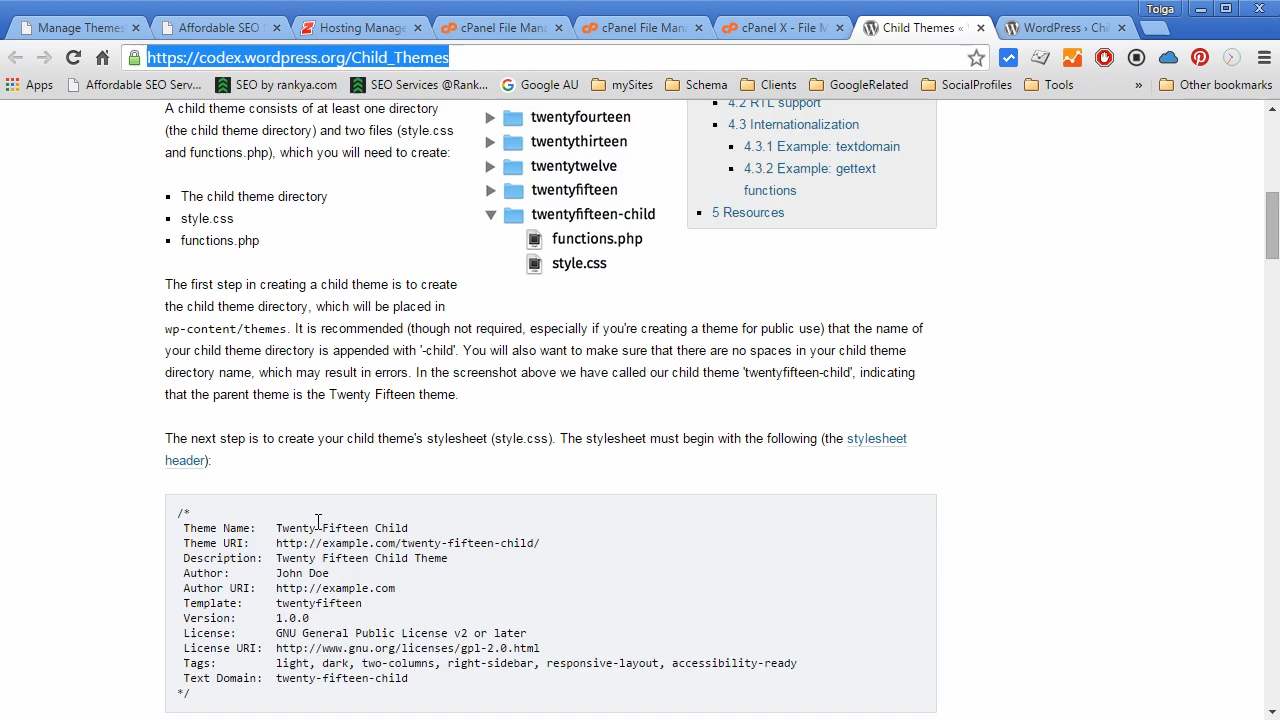 Tolga
Manage Themes
Affordable SEO
Hosting Manage
cPanel File Mana
cPanel File Mana
cPanel X - File M
Child Themes «
WordPress › Chi
https://codex.wordpress.org/Child_Themes
Apps
Affordable SEO Serv...
SEO by rankya.com
SEO Services @Rank...
Google AU
mySites
Schema
Clients
GoogleRelated
SocialProfiles
Tools
»
Other bookmarks
A child theme consists of at least one directory
(the child theme directory) and two files (style.css
and functions.php), which you will need to create:
The child theme directory
style.css
functions.php
twentyfourteen
twentythirteen
twentytwelve
twentyfifteen
twentyfifteen-child
functions.php
style.css
4.2 RTL support
4.3 Internationalization
4.3.1 Example: textdomain
4.3.2 Example: gettext
functions
5 Resources
The first step in creating a child theme is to create
the child theme directory, which will be placed in
wp-content/themes. It is recommended (though not required, especially if you're creating a theme for public use) that the name of
your child theme directory is appended with '-child'. You will also want to make sure that there are no spaces in your child theme
directory name, which may result in errors. In the screenshot above we have called our child theme 'twentyfifteen-child', indicating
that the parent theme is the Twenty Fifteen theme.
The next step is to create your child theme's stylesheet (style.css). The stylesheet must begin with the following (the stylesheet
header):
/*
Theme Name: Twenty Fifteen Child
Theme URI: http://example.com/twenty-fifteen-child/
Description: Twenty Fifteen Child Theme
Author: John Doe
Author URI: http://example.com
Template: twentyfifteen
Version: 1.0.0
License: GNU General Public License v2 or later
License URI: http://www.gnu.org/licenses/gpl-2.0.html
Tags: light, dark, two-columns, right-sidebar, responsive-layout, accessibility-ready
Text Domain: twenty-fifteen-child
*/